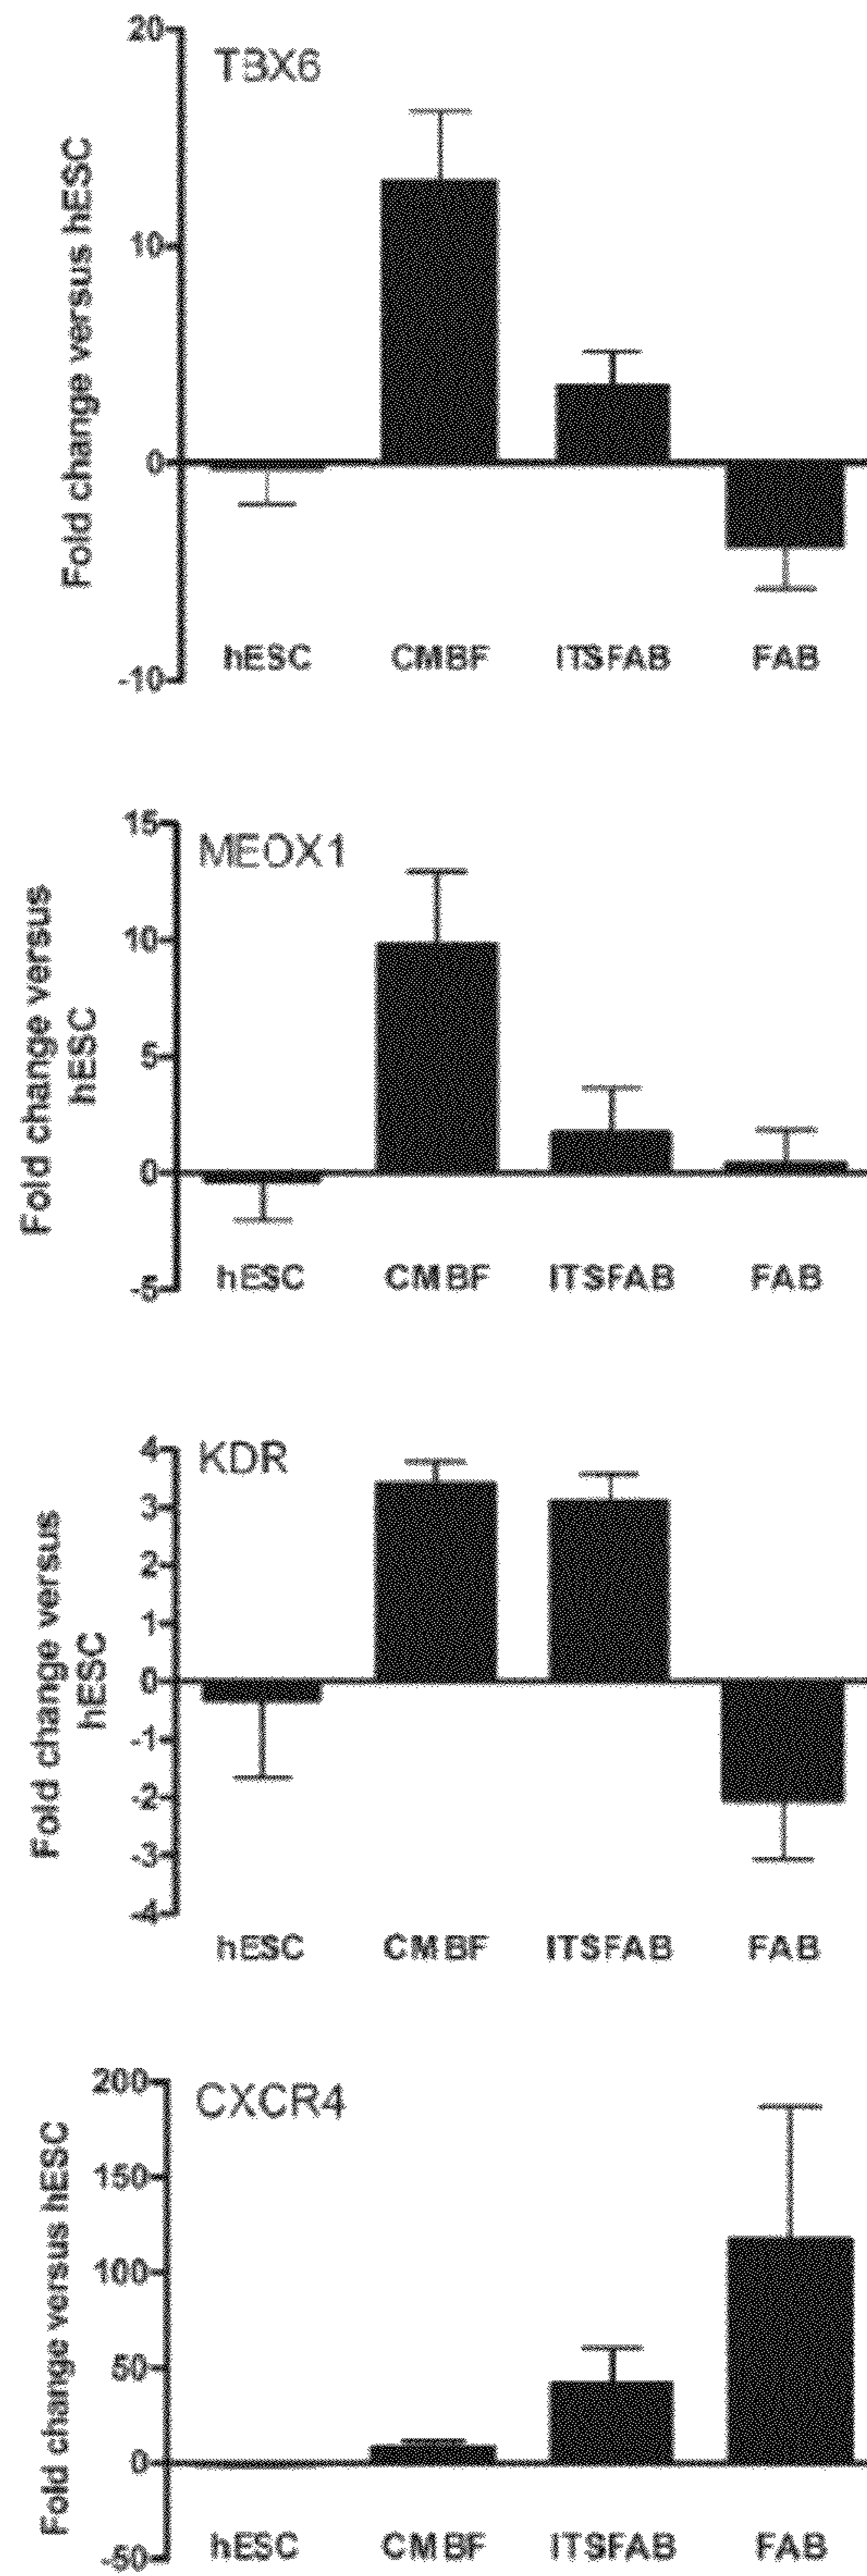 20
TBX6
10
0
-10
Fold change versus hESC
hESC CMBF ITSFAB FAB
15
MEOX1
10
5
0
-5
Fold change versus
hESC
hESC CMBF ITSFAB FAB
4
KDR
3
2
1
0
-1
-2
-3
-4
Fold change versus
hESC
hESC CMBF ITSFAB FAB
200
CXCR4
150
100
50
0
-50
Fold change versus hESC
hESC CMBF ITSFAB FAB